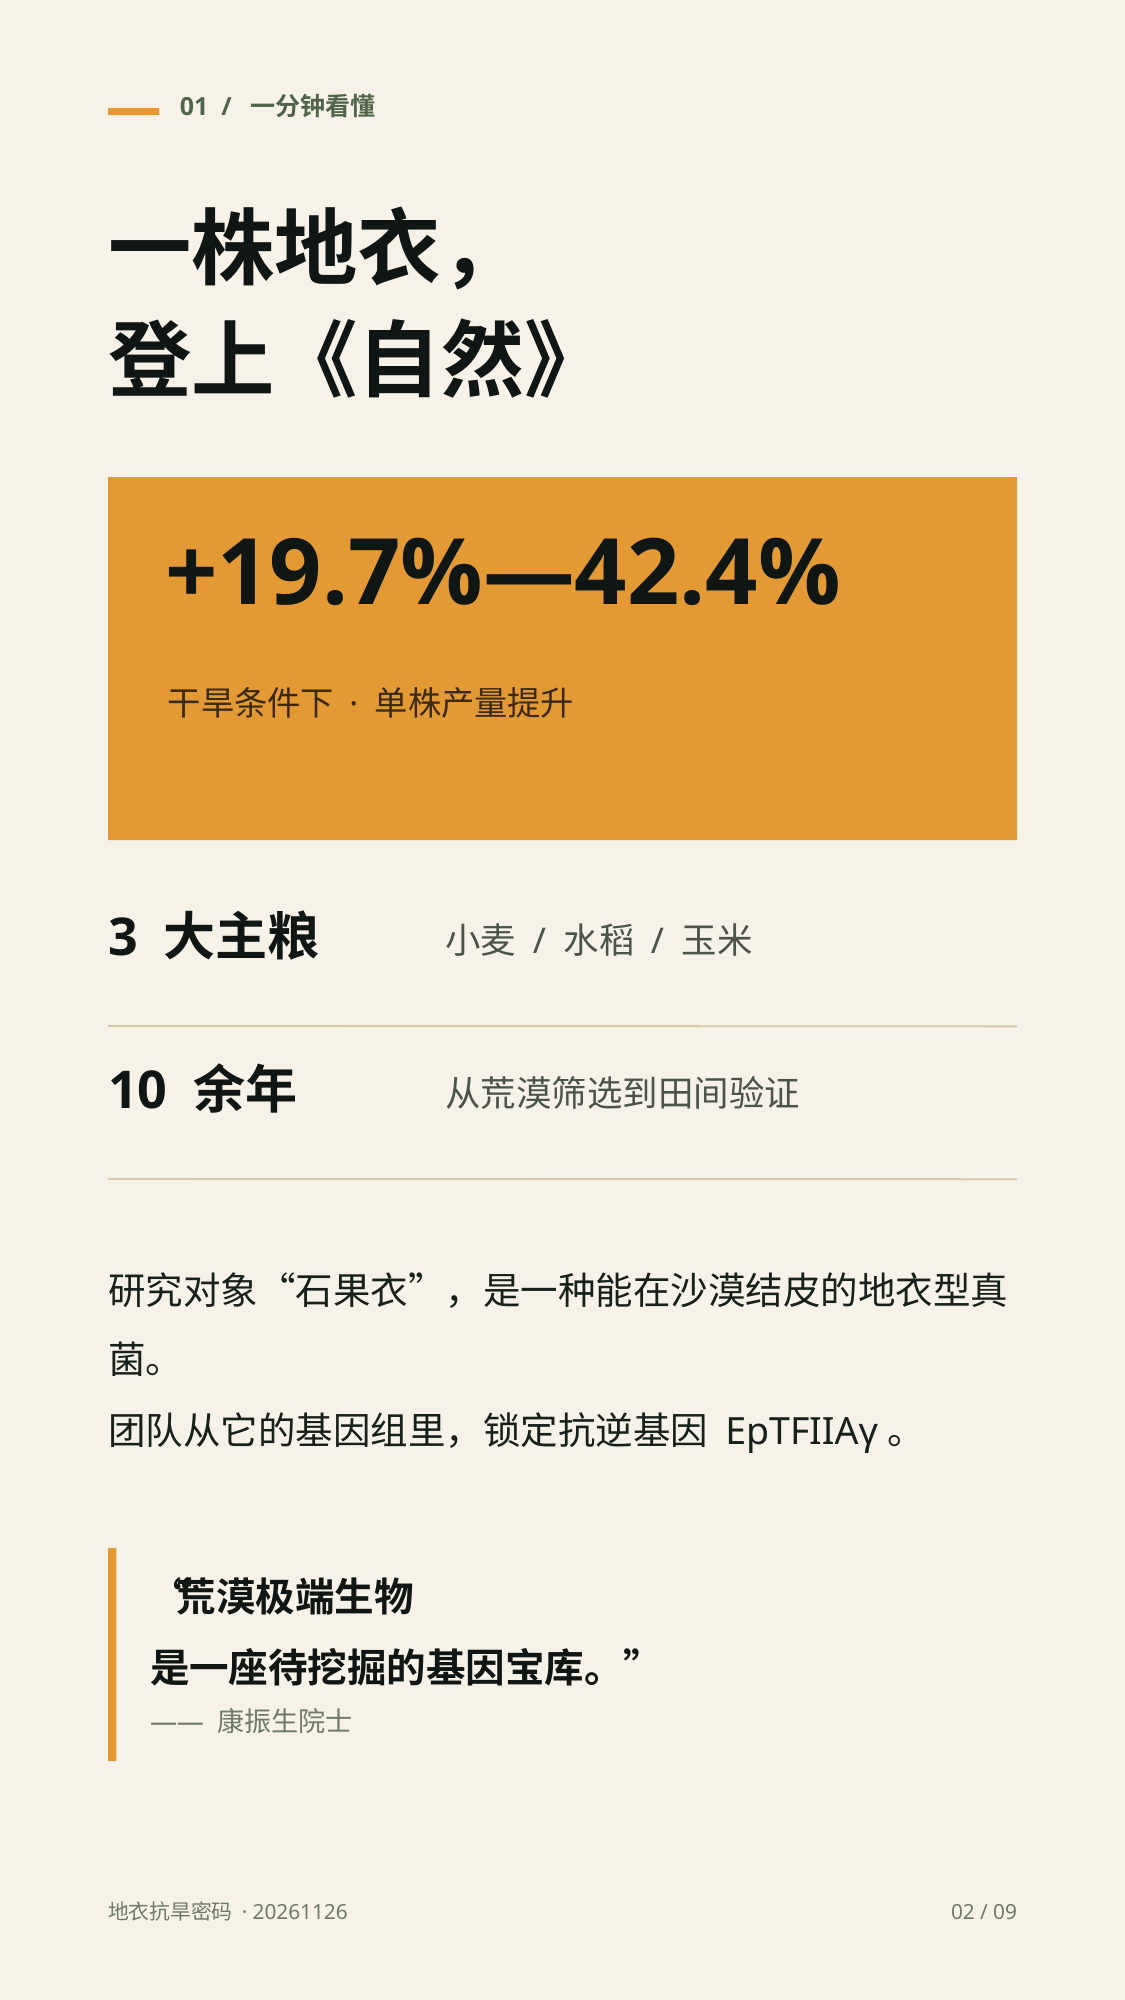 01 / 一分钟看懂
一株地衣，
登上《自然》
+19.7%—42.4%
干旱条件下 · 单株产量提升
3 大主粮
小麦 / 水稻 / 玉米
10 余年
从荒漠筛选到田间验证
研究对象“石果衣”，是一种能在沙漠结皮的地衣型真
菌。
团队从它的基因组里，锁定抗逆基因 EpTFIIAγ。
“荒漠极端生物
是一座待挖掘的基因宝库。”
—— 康振生院士
地衣抗旱密码 · 20261126
02 / 09